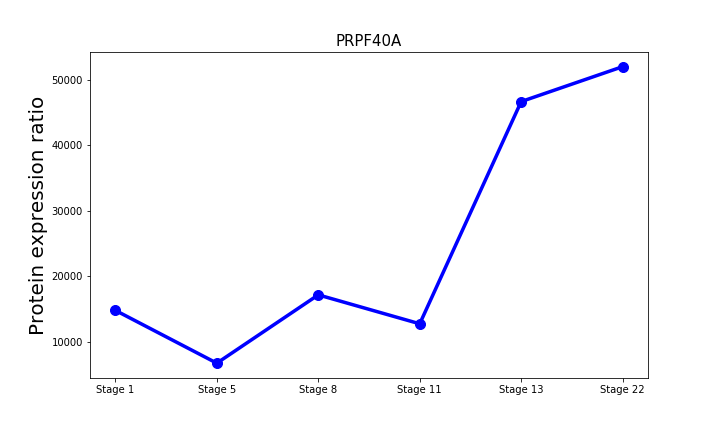 PRPF40A
Protein expression ratio
50000
40000
30000
20000
10000
Stage 1 Stage 5 Stage 8 Stage 11 Stage 13 Stage 22